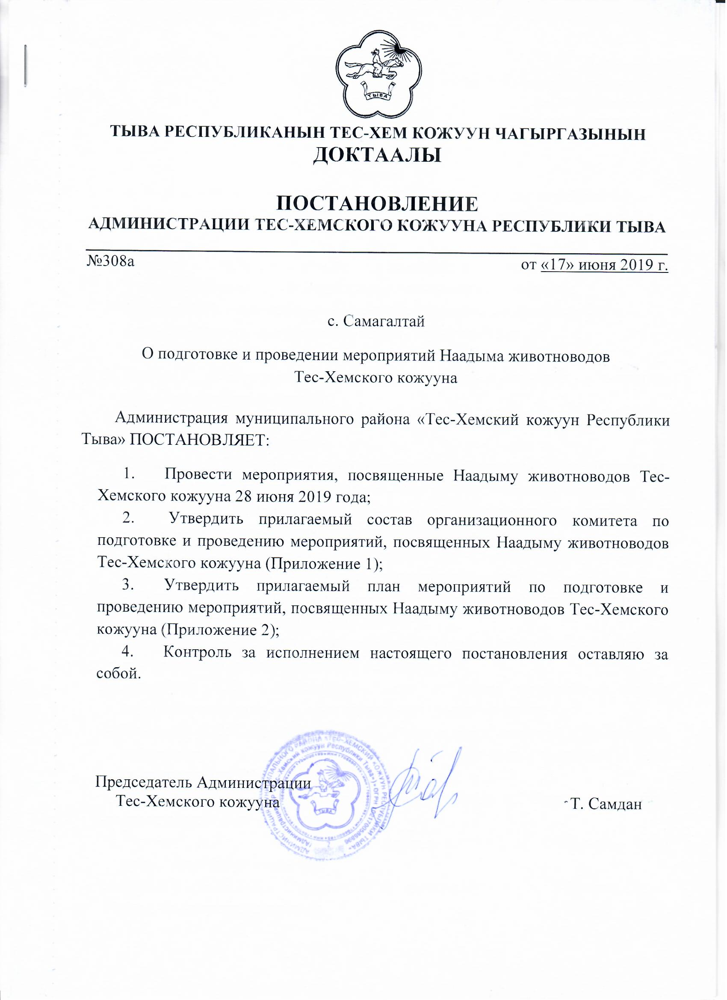 ТЫВА
ТЫВА РЕСПУБЛИКАНЫН ТЕС-ХЕМ КОЖУУН ЧАГЫРГАЗЫНЫН
ДОКТААЛЫ
ПОСТАНОВЛЕНИЕ
АДМИНИСТРАЦИИ ТЕС-ХЕМСКОГО КОЖУУНА РЕСПУБЛИКИ ТЫВА
№308а
от «17» июня 2019 г.
с. Самагалтай
О подготовке и проведении мероприятий Наадыма животноводов
Тес-Хемского кожууна
Администрация муниципального района «Тес-Хемский кожуун Республики
Тыва» ПОСТАНОВЛЯЕТ:
1. Провести мероприятия, посвященные Наадыму животноводов Тес-
Хемского кожууна 28 июня 2019 года;
2. Утвердить прилагаемый состав организационного комитета по
подготовке и проведению мероприятий, посвященных Наадыму животноводов
Тес-Хемского кожууна (Приложение 1);
3. Утвердить прилагаемый план мероприятий по подготовке и
проведению мероприятий, посвященных Наадыму животноводов Тес-Хемского
кожууна (Приложение 2);
4. Контроль за исполнением настоящего постановления оставляю за
собой.
Председатель Администрации
Тес-Хемского кожууна
Т. Самдан
ТЫВА